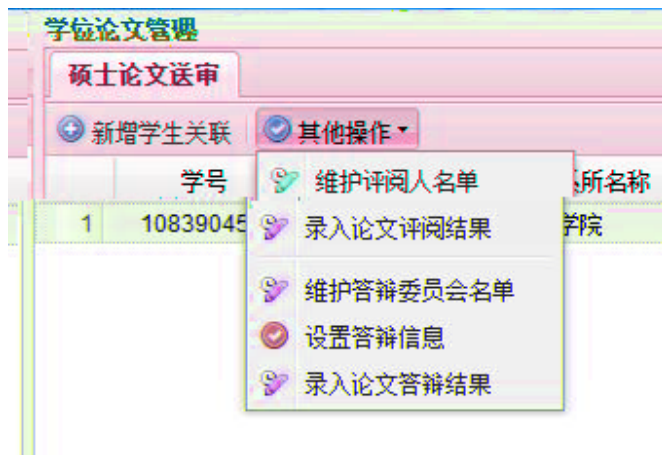 学位论文管理
硕士论文送审
新增学生关联 其他操作
学号 所名称
1 10839045 学院
维护评阅人名单
录入论文评阅结果
维护答辩委员会名单
设置答辩信息
录入论文答辩结果